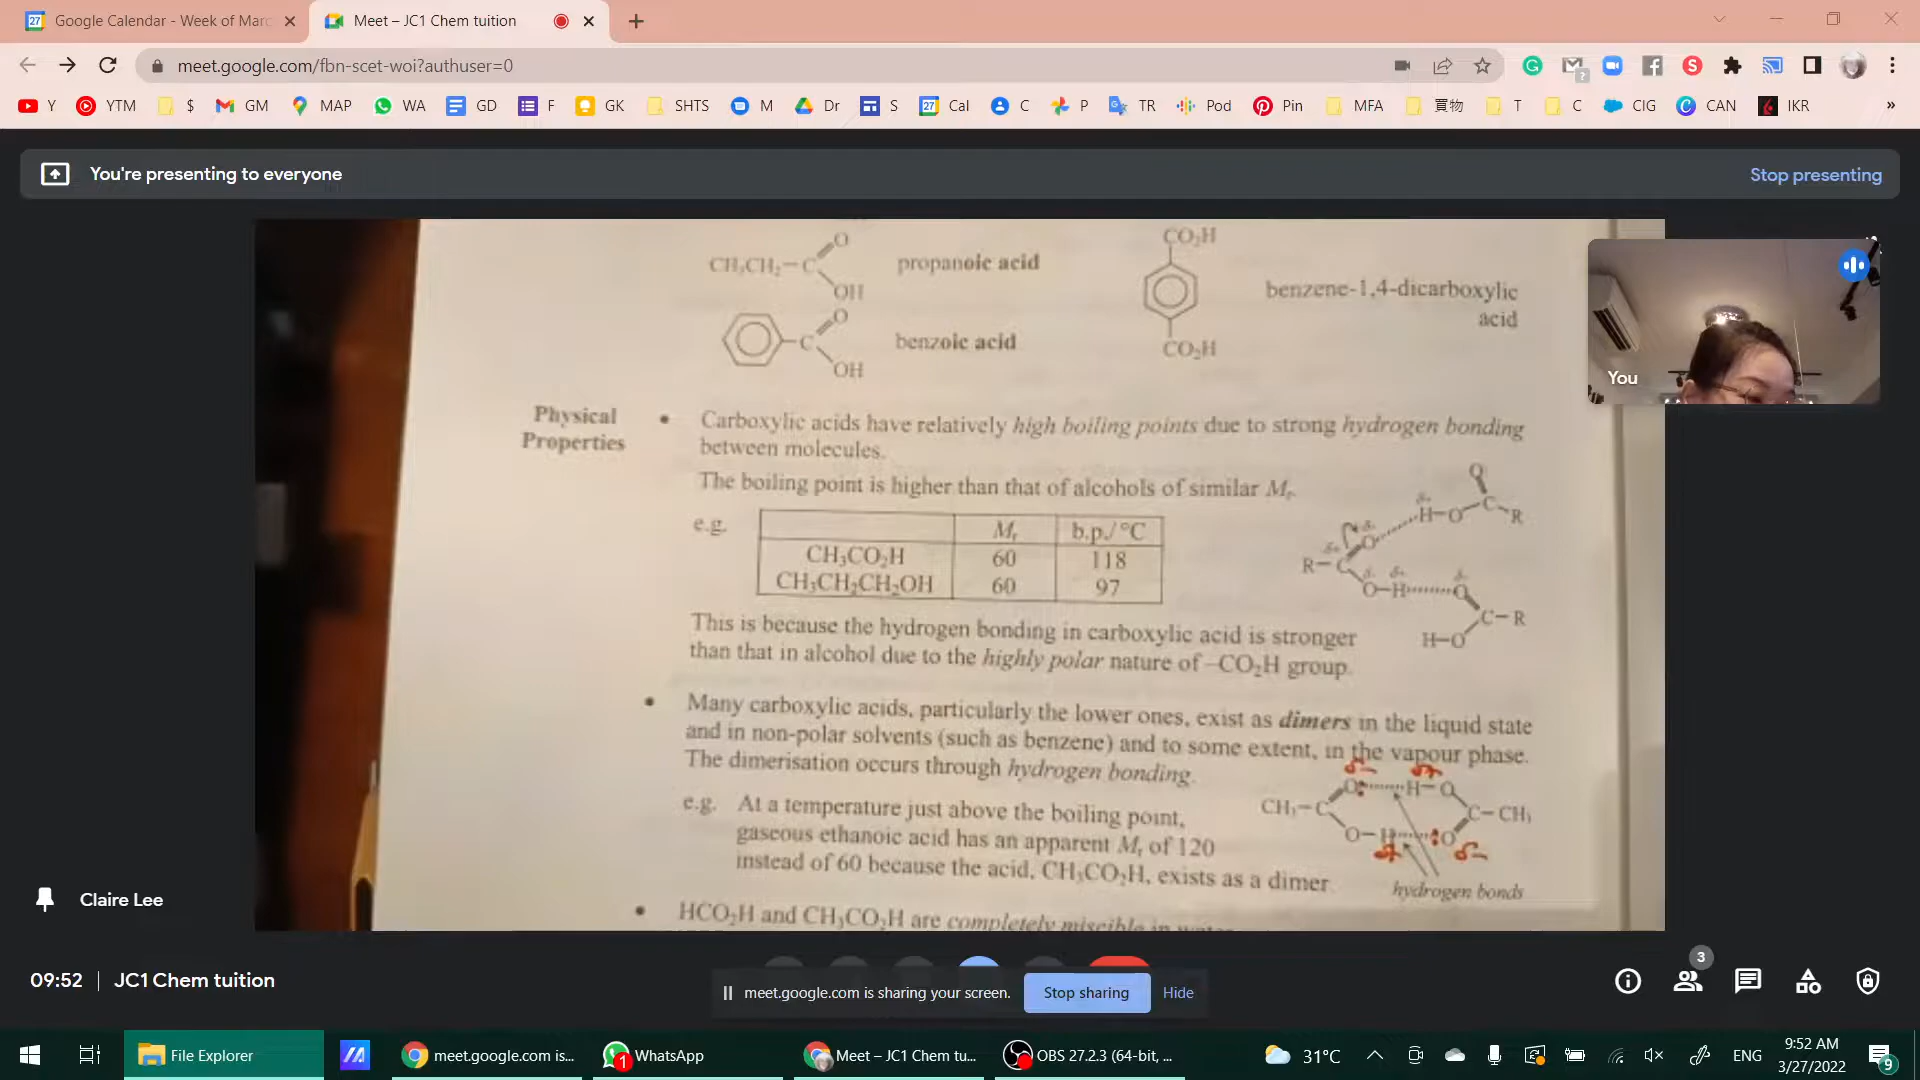 Google Calendar - Week of Marc
Meet – JC1 Chem tuition
meet.google.com/fbn-scet-woi?authuser=0
Y YTM $ GM MAP WA GD F GK SHTS M Dr S Cal C P TR Pod Pin MFA 買物 T C CIG CAN IKR »
You're presenting to everyone
Stop presenting
CH₃CH₂–C O OH propanoic acid
CO₂H
CO₂H
benzene-1,4-dicarboxylic
acid
C O OH benzoic acid
You
Physical
Properties
• Carboxylic acids have relatively high boiling points due to strong hydrogen bonding
between molecules.
The boiling point is higher than that of alcohols of similar Mᵣ.
e.g.
Mᵣ b.p./°C
CH₃CO₂H 60 118
CH₃CH₂CH₂OH 60 97
O
δ+ H–O C R
R–C δ+ O δ-
O–H O δ- δ+ δ-
C–R
H–O
This is because the hydrogen bonding in carboxylic acid is stronger
than that in alcohol due to the highly polar nature of –CO₂H group.
• Many carboxylic acids, particularly the lower ones, exist as dimers in the liquid state
and in non-polar solvents (such as benzene) and to some extent, in the vapour phase.
The dimerisation occurs through hydrogen bonding.
e.g. At a temperature just above the boiling point,
gaseous ethanoic acid has an apparent Mᵣ of 120
instead of 60 because the acid, CH₃CO₂H, exists as a dimer
δ- δ+
O H–O
CH₃–C C–CH₃
O–H O
δ+ δ-
hydrogen bonds
• HCO₂H and CH₃CO₂H are completely miscible in water
Claire Lee
09:52 | JC1 Chem tuition
meet.google.com is sharing your screen. Stop sharing Hide
3
File Explorer
meet.google.com is...
1 WhatsApp
Meet – JC1 Chem tu...
OBS 27.2.3 (64-bit, ...
31°C
ENG
9:52 AM
3/27/2022
9